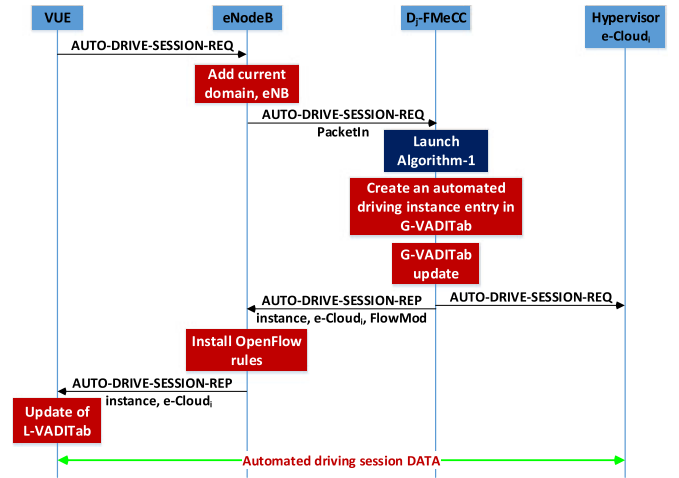 VUE
eNodeB
Dj-FMeCC
Hypervisor
e-Cloudi
AUTO-DRIVE-SESSION-REQ
Add current
domain, eNB
AUTO-DRIVE-SESSION-REQ
PacketIn
Launch
Algorithm-1
Create an automated
driving instance entry in
G-VADITab
G-VADITab
update
AUTO-DRIVE-SESSION-REP
instance, e-Cloudi, FlowMod
AUTO-DRIVE-SESSION-REQ
Install OpenFlow
rules
AUTO-DRIVE-SESSION-REP
instance, e-Cloudi
Update of
L-VADITab
Automated driving session DATA